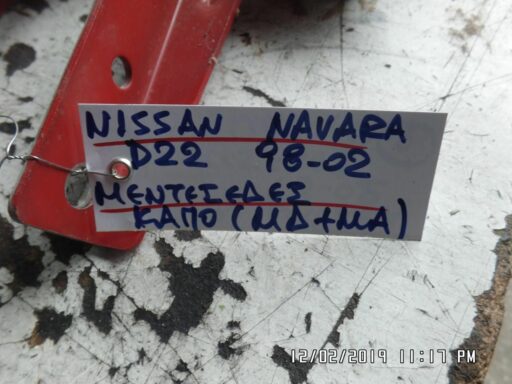 NISSAN NAVARA
D22 98-02
ΜΕΝΤΕΣΕΔΕΣ
ΚΑΠΟ (ΜΔ+ΜΑ)
12/02/2019 11:17 PM